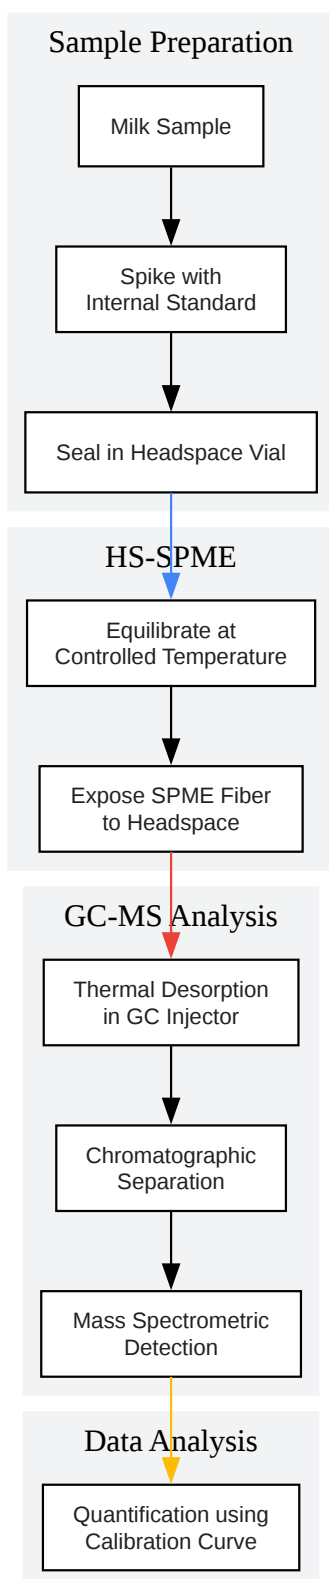 Sample Preparation
Milk Sample
Spike with
Internal Standard
Seal in Headspace Vial
HS-SPME
Equilibrate at
Controlled Temperature
Expose SPME Fiber
to Headspace
GC-MS Analysis
Thermal Desorption
in GC Injector
Chromatographic
Separation
Mass Spectrometric
Detection
Data Analysis
Quantification using
Calibration Curve